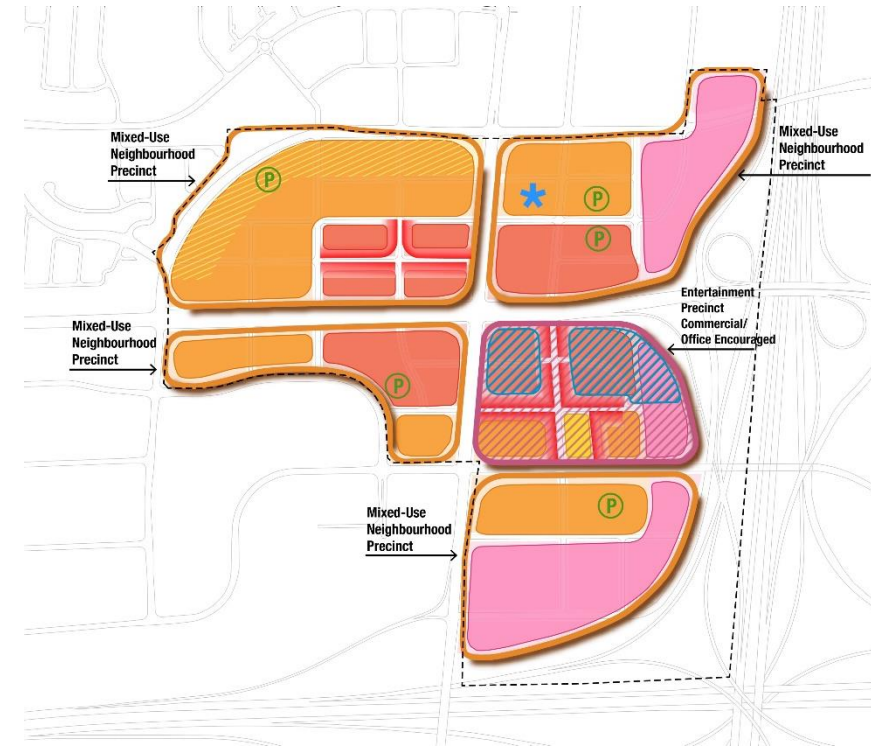 Mixed-Use
Neighbourhood
Precinct
Mixed-Use
Neighbourhood
Precinct
P
P
P
Entertainment
Precinct
Commercial/
Office Encouraged
Mixed-Use
Neighbourhood
Precinct
P
Mixed-Use
Neighbourhood
Precinct
P